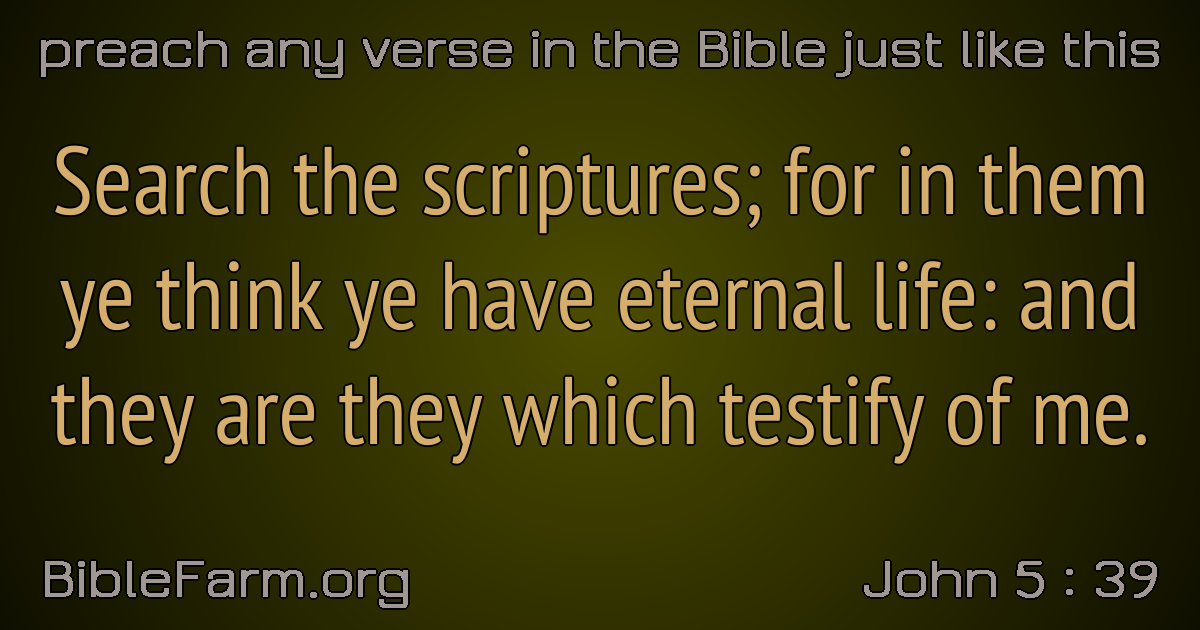 preach any verse in the Bible just like this
Search the scriptures; for in them
ye think ye have eternal life: and
they are they which testify of me.
BibleFarm.org
John 5 : 39